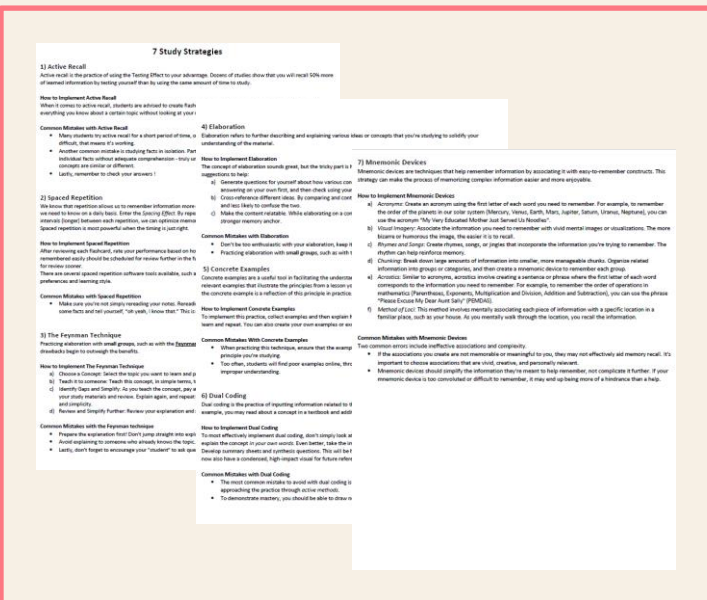 7 Study Strategies
1) Active Recall
Active recall is the practice of using the Testing Effect to your advantage. Dozens of studies show that you will recall 50% more
of learned information by testing yourself than by using the same amount of time to study.
How to Implement Active Recall
When it comes to active recall, students are advised to create flash
everything you know about a certain topic without looking at your
Common Mistakes with Active Recall
• Many students try active recall for a short period of time,
difficult, that means it's working.
• Another common mistake is studying facts in isolation. Part
individual facts without adequate comprehension - truly
concepts are similar or different.
• Lastly, remember to check your answers !
2) Spaced Repetition
We know that repetition allows us to remember information more
we need to know on a daily basis. Enter the Spacing Effect. By repe
intervals (longer) between each repetition, we can optimize memo
Spaced repetition is most powerful when the timing is just right.
How to Implement Spaced Repetition
After reviewing each flashcard, rate your performance based on ho
remembered easily should be scheduled for review further in the fu
for review sooner.
There are several spaced repetition software tools available, such a
preferences and learning style.
Common Mistakes with Spaced Repetition
• Make sure you're not simply rereading your notes. Rereadi
some facts and tell yourself, "oh yeah, I know that." This is
3) The Feynman Technique
Practicing elaboration with small groups, such as with the Feynman
drawbacks begin to outweigh the benefits.
How to Implement The Feynman Technique
a) Choose a Concept: Select the topic you want to learn and
b) Teach it to someone: Teach this concept, in simple terms,
c) Identify Gaps and Simplify: As you teach the concept, pay a
your study materials and review. Explain again, and repeat
and simplicity.
d) Review and Simplify Further: Review your explanation and
Common Mistakes with the Feynman technique
• Prepare the explanation first! Don't jump straight into expl
• Avoid explaining to someone who already knows the topic.
• Lastly, don't forget to encourage your "student" to ask que
4) Elaboration
Elaboration refers to further describing and explaining various ideas or concepts that you're studying to solidify your
understanding of the material.
How to Implement Elaboration
The concept of elaboration sounds great, but the tricky part is
suggestions to help:
a) Generate questions for yourself about how various con
answering on your own first, and then check using your
b) Cross-reference different ideas. By comparing and cont
and less likely to confuse the two.
c) Make the content relatable. While elaborating on a con
stronger memory anchor.
Common Mistakes with Elaboration
• Don't be too enthusiastic with your elaboration, keep
• Practicing elaboration with small groups, such as with
5) Concrete Examples
Concrete examples are a useful tool in facilitating the understa
relevant examples that illustrate the principles from a lesson
the concrete example is a reflection of this principle in practice.
How to Implement Concrete Examples
To implement this practice, collect examples and then explain
learn and repeat. You can also create your own examples or
Common Mistakes With Concrete Examples
• When practicing this technique, ensure that the examp
principle you're studying.
• Too often, students will find poor examples online,
improper understanding.
6) Dual Coding
Dual coding is the practice of inputting information related to
example, you may read about a concept in a textbook and
How to Implement Dual Coding
To most effectively implement dual coding, don't simply look at
explain the concept in your own words. Even better, take the
Develop summary sheets and synthesis questions. This will be
now also have a condensed, high-impact visual for future
Common Mistakes with Dual Coding
• The most common mistake to avoid with dual coding is
approaching the practice through active methods.
• To demonstrate mastery, you should be able to draw
7) Mnemonic Devices
Mnemonic devices are techniques that help remember information by associating it with easy-to-remember constructs. This
strategy can make the process of memorizing complex information easier and more enjoyable.
How to Implement Mnemonic Devices
a) Acronyms: Create an acronym using the first letter of each word you need to remember. For example, to remember
the order of the planets in our solar system (Mercury, Venus, Earth, Mars, Jupiter, Saturn, Uranus, Neptune), you can
use the acronym "My Very Educated Mother Just Served Us Noodles".
b) Visual Imagery: Associate the information you need to remember with vivid mental images or visualizations. The more
bizarre or humorous the image, the easier it is to recall.
c) Rhymes and Songs: Create rhymes, songs, or jingles that incorporate the information you're trying to remember. The
rhythm can help reinforce memory.
d) Chunking: Break down large amounts of information into smaller, more manageable chunks. Organize related
information into groups or categories, and then create a mnemonic device to remember each group.
e) Acrostics: Similar to acronyms, acrostics involve creating a sentence or phrase where the first letter of each word
corresponds to the information you need to remember. For example, to remember the order of operations in
mathematics (Parentheses, Exponents, Multiplication and Division, Addition and Subtraction), you can use the phrase
"Please Excuse My Dear Aunt Sally" (PEMDAS).
f) Method of Loci: This method involves mentally associating each piece of information with a specific location in a
familiar place, such as your house. As you mentally walk through the location, you recall the information.
Common Mistakes with Mnemonic Devices
Two common errors include ineffective associations and complexity.
• If the associations you create are not memorable or meaningful to you, they may not effectively aid memory recall. It's
important to choose associations that are vivid, creative, and personally relevant.
• Mnemonic devices should simplify the information they're meant to help remember, not complicate it further. If your
mnemonic device is too convoluted or difficult to remember, it may end up being more of a hindrance than a help.